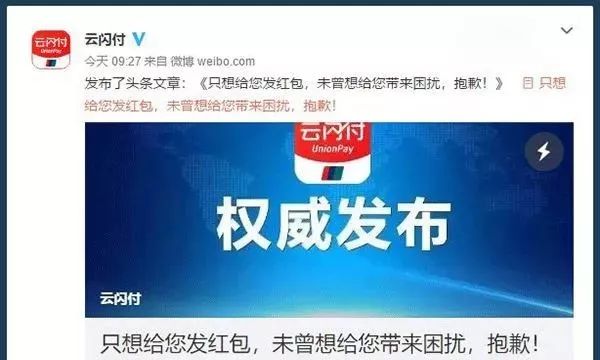 云闪付
UnionPay
云闪付
今天 09:27 来自 微博 weibo.com
发布了头条文章：《只想给您发红包，未曾想给您带来困扰，抱歉！》 只想
给您发红包，未曾想给您带来困扰，抱歉！
云闪付
UnionPay
权威发布
云闪付
只想给您发红包，未曾想给您带来困扰，抱歉！